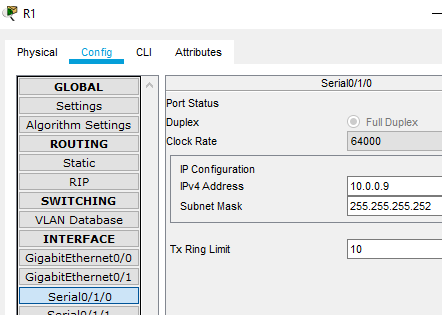 R1
Physical Config CLI Attributes
GLOBAL
Settings
Algorithm Settings
ROUTING
Static
RIP
SWITCHING
VLAN Database
INTERFACE
GigabitEthernet0/0
GigabitEthernet0/1
Serial0/1/0
Serial0/1/1
Serial0/1/0
Port Status
Duplex Full Duplex
Clock Rate 64000
IP Configuration
IPv4 Address 10.0.0.9
Subnet Mask 255.255.255.252
Tx Ring Limit 10